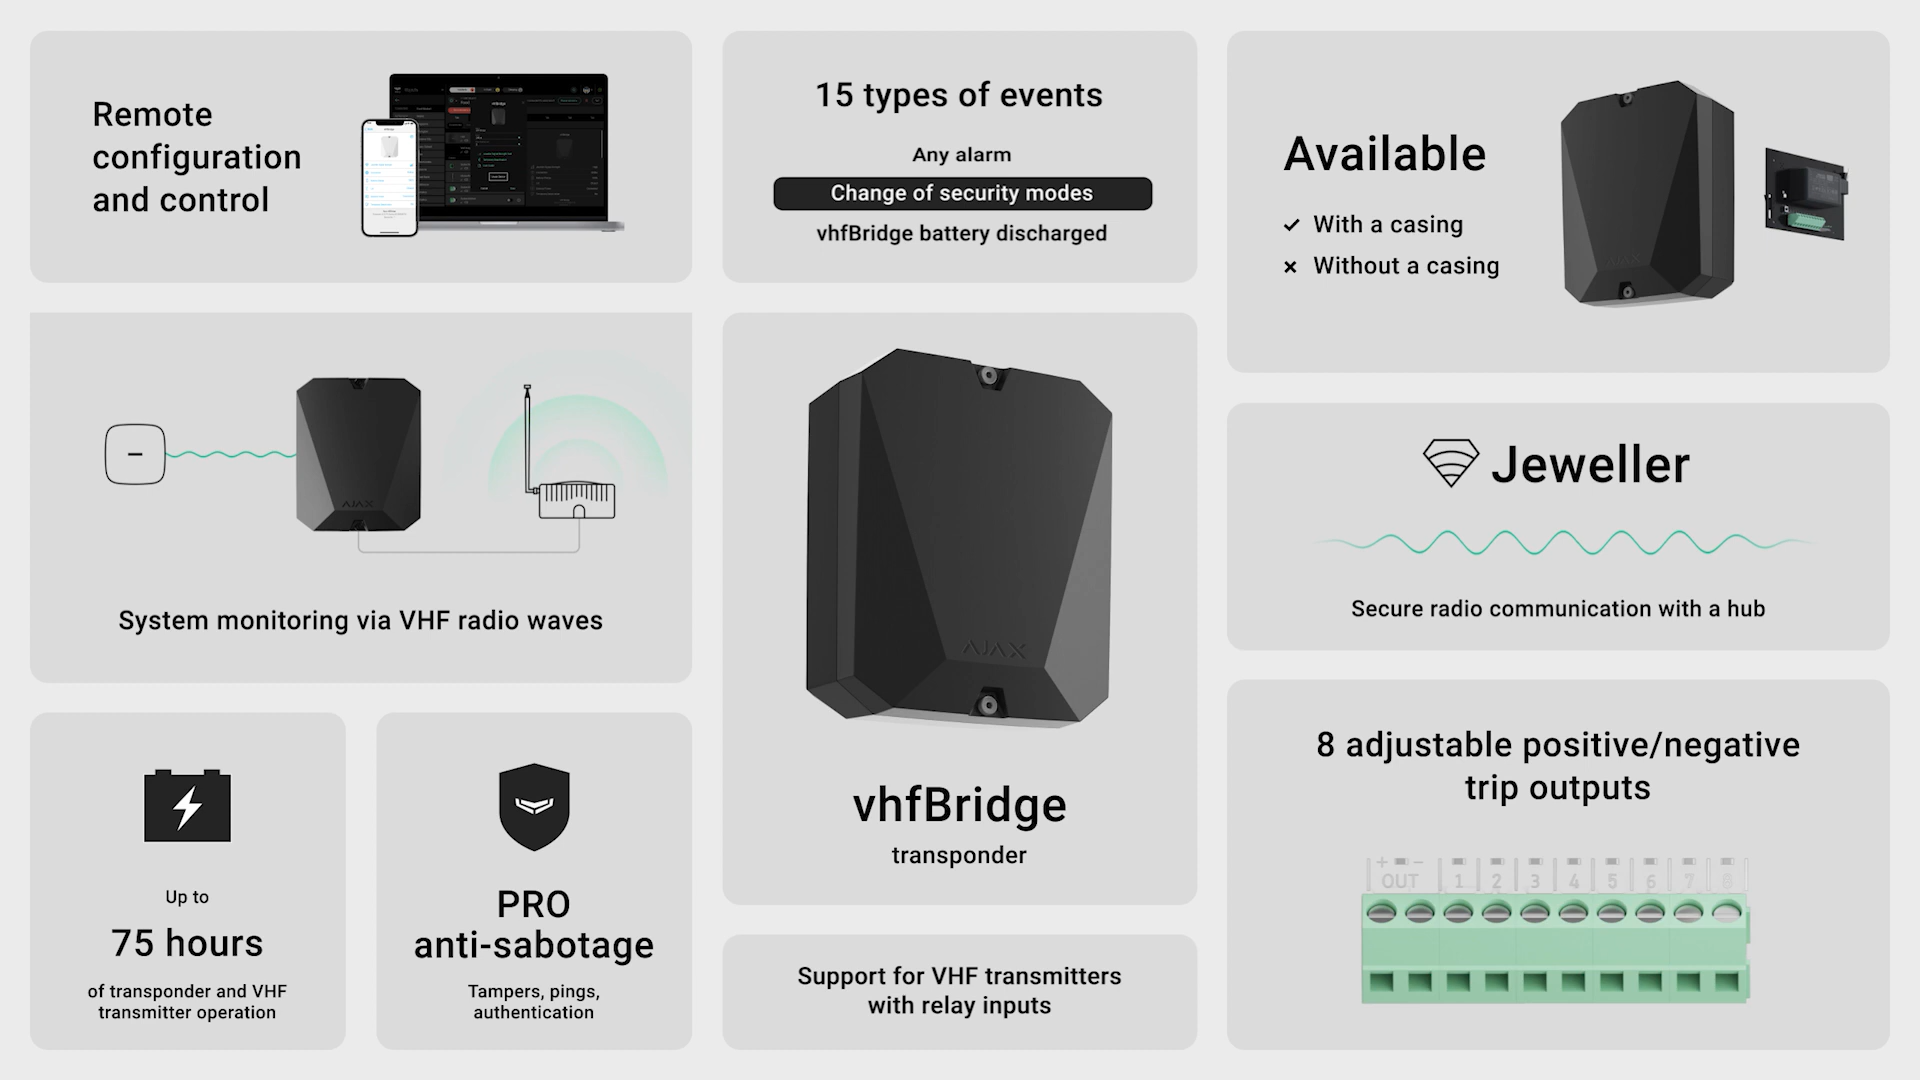 Remote
configuration
and control
15 types of events
Any alarm
Change of security modes
vhfBridge battery discharged
Available
With a casing
Without a casing
AJAX
System monitoring via VHF radio waves
AJAX
vhfBridge
transponder
Jeweller
Secure radio communication with a hub
Up to
75 hours
of transponder and VHF
transmitter operation
PRO
anti-sabotage
Tampers, pings,
authentication
Support for VHF transmitters
with relay inputs
8 adjustable positive/negative
trip outputs
+ −
OUT 1 2 3 4 5 6 7 8